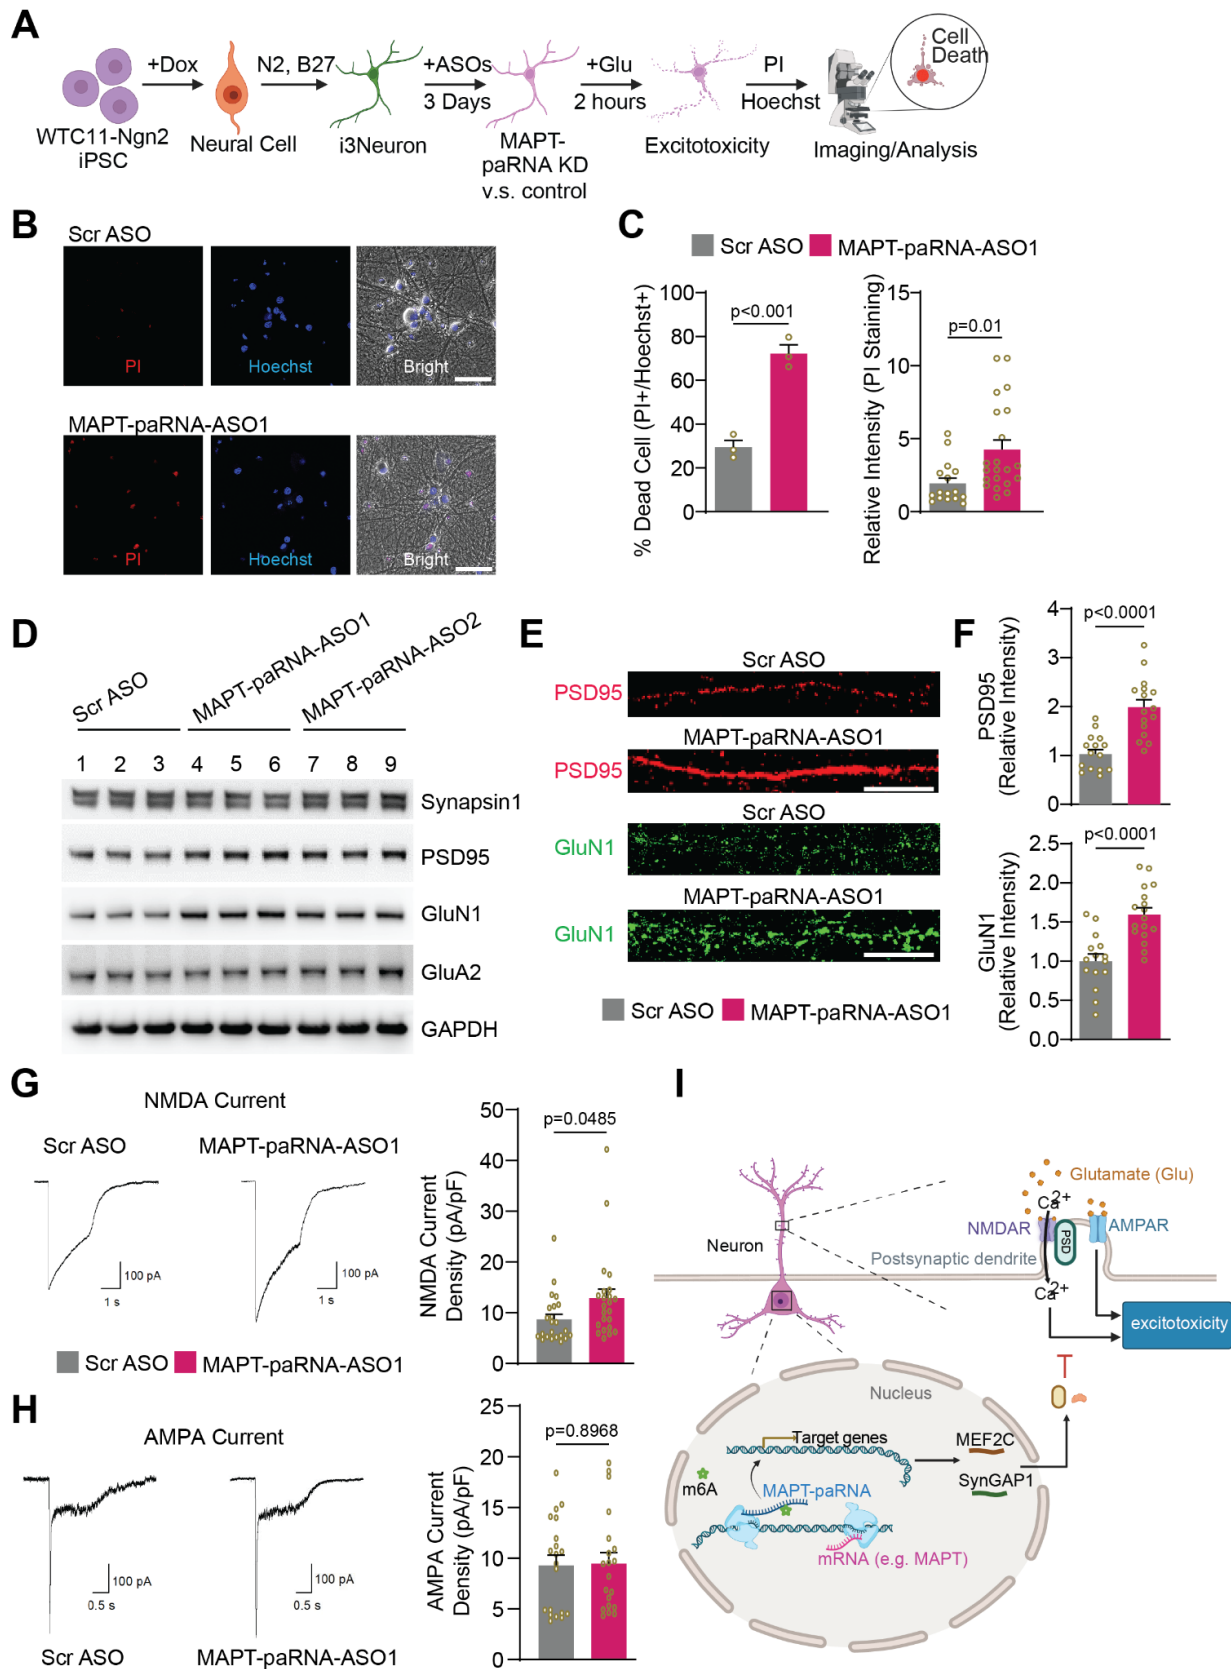 A
+Dox
N2, B27
+ASOs
3 Days
+Glu
2 hours
PI
Hoechst
Cell
Death
WTC11-Ngn2
iPSC
Neural Cell
i3Neuron
MAPT-
paRNA KD
v.s. control
Excitotoxicity
Imaging/Analysis
B
Scr ASO
PI
Hoechst
Bright
MAPT-paRNA-ASO1
PI
Hoechst
Bright
C
Scr ASO
MAPT-paRNA-ASO1
% Dead Cell (PI+/Hoechst+)
100
80
60
40
20
0
p<0.001
Relative Intensity (PI Staining)
15
10
5
0
p=0.01
D
Scr ASO
MAPT-paRNA-ASO1
MAPT-paRNA-ASO2
1 2 3 4 5 6 7 8 9
Synapsin1
PSD95
GluN1
GluA2
GAPDH
E
Scr ASO
PSD95
MAPT-paRNA-ASO1
PSD95
Scr ASO
GluN1
MAPT-paRNA-ASO1
GluN1
Scr ASO
MAPT-paRNA-ASO1
F
PSD95
(Relative Intensity)
4
3
2
1
0
p<0.0001
GluN1
(Relative Intensity)
2.5
2.0
1.5
1.0
0.5
0.0
p<0.0001
G
NMDA Current
Scr ASO
MAPT-paRNA-ASO1
100 pA
1 s
100 pA
1 s
Scr ASO
MAPT-paRNA-ASO1
NMDA Current
Density (pA/pF)
50
40
30
20
10
0
p=0.0485
H
AMPA Current
100 pA
0.5 s
100 pA
0.5 s
Scr ASO
MAPT-paRNA-ASO1
AMPA Current
Density (pA/pF)
25
20
15
10
5
0
p=0.8968
I
Neuron
Glutamate (Glu)
Ca2+
NMDAR
PSD
AMPAR
Postsynaptic dendrite
Ca2+
excitotoxicity
Nucleus
Target genes
m6A
MAPT-paRNA
mRNA (e.g. MAPT)
MEF2C
SynGAP1